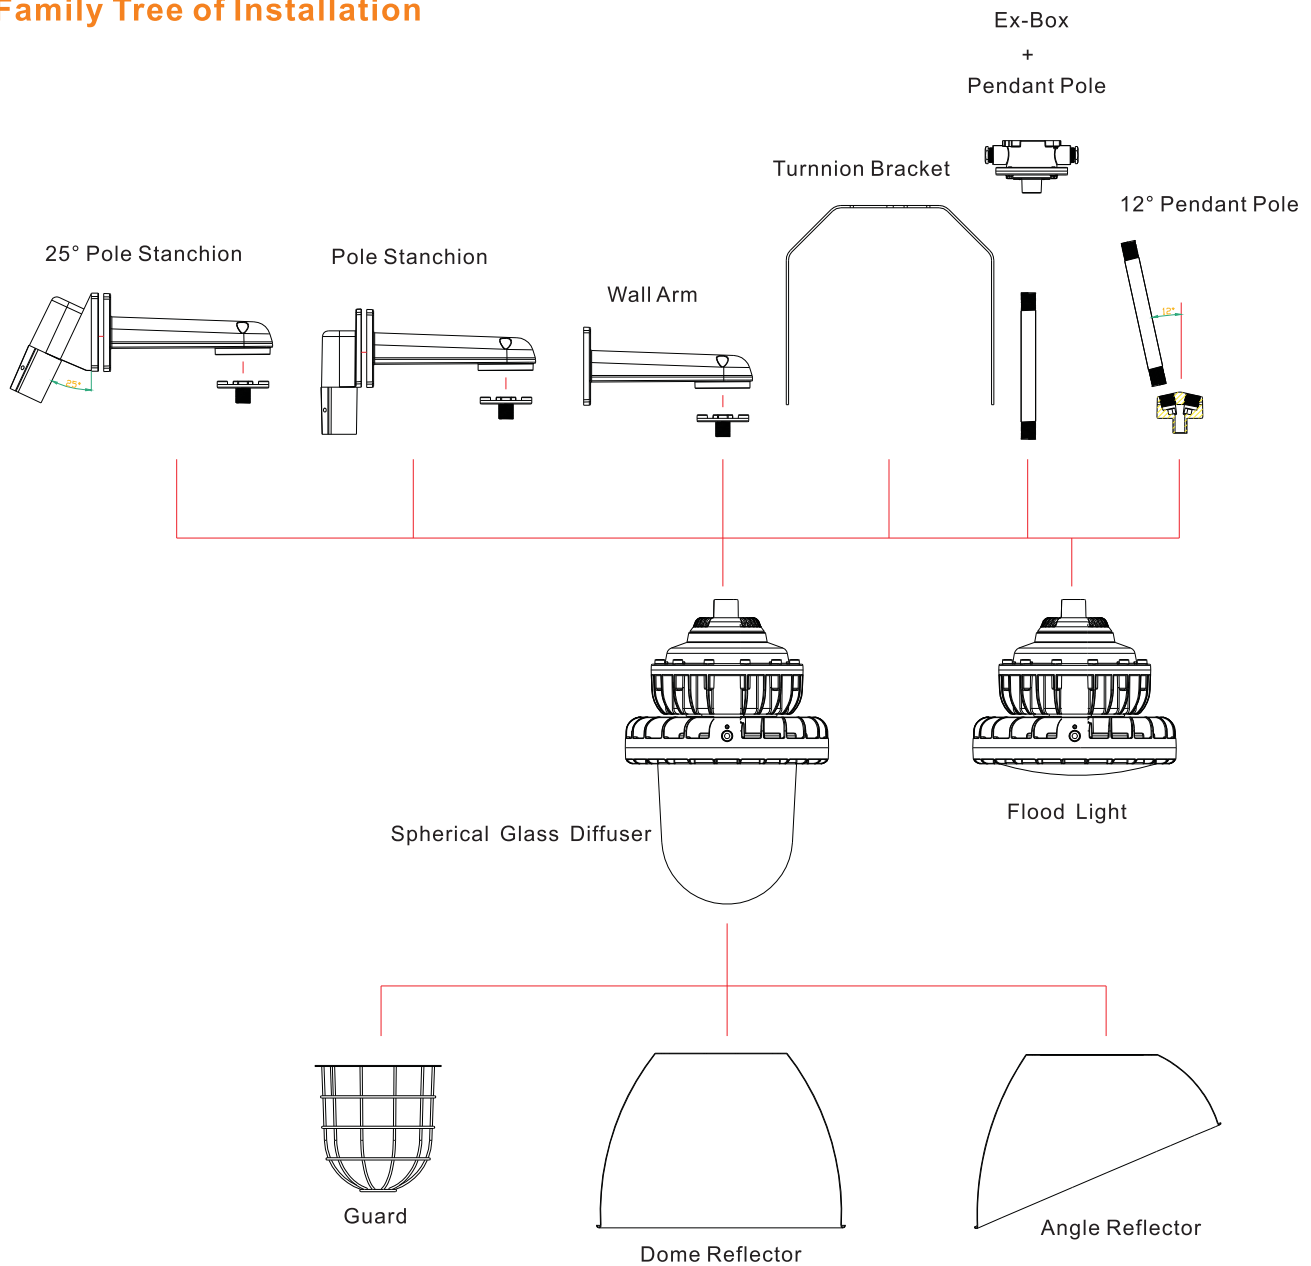 Family Tree of Installation
Ex-Box
+
Pendant Pole
Turnnion Bracket
12° Pendant Pole
25° Pole Stanchion
Pole Stanchion
Wall Arm
12°
25°
Spherical Glass Diffuser
Flood Light
Guard
Dome Reflector
Angle Reflector